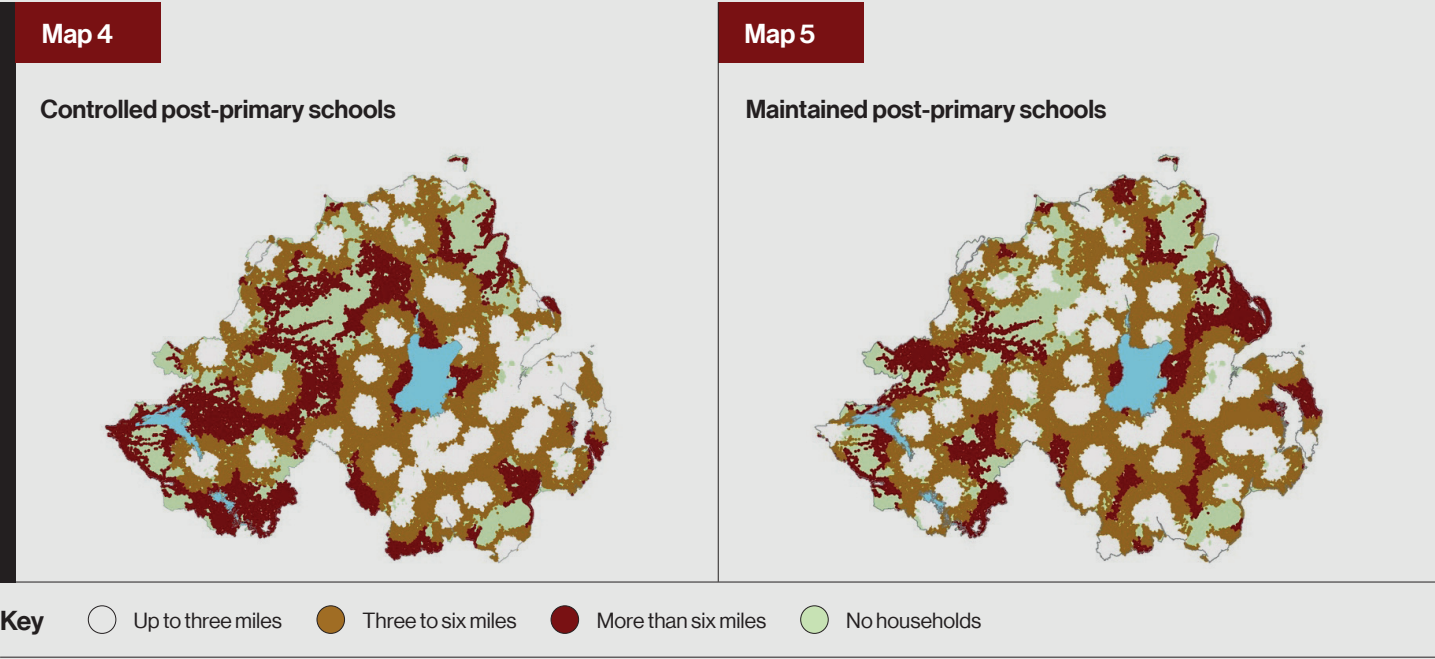 Map 4
Controlled post-primary schools
Map 5
Maintained post-primary schools
Key
Up to three miles
Three to six miles
More than six miles
No households